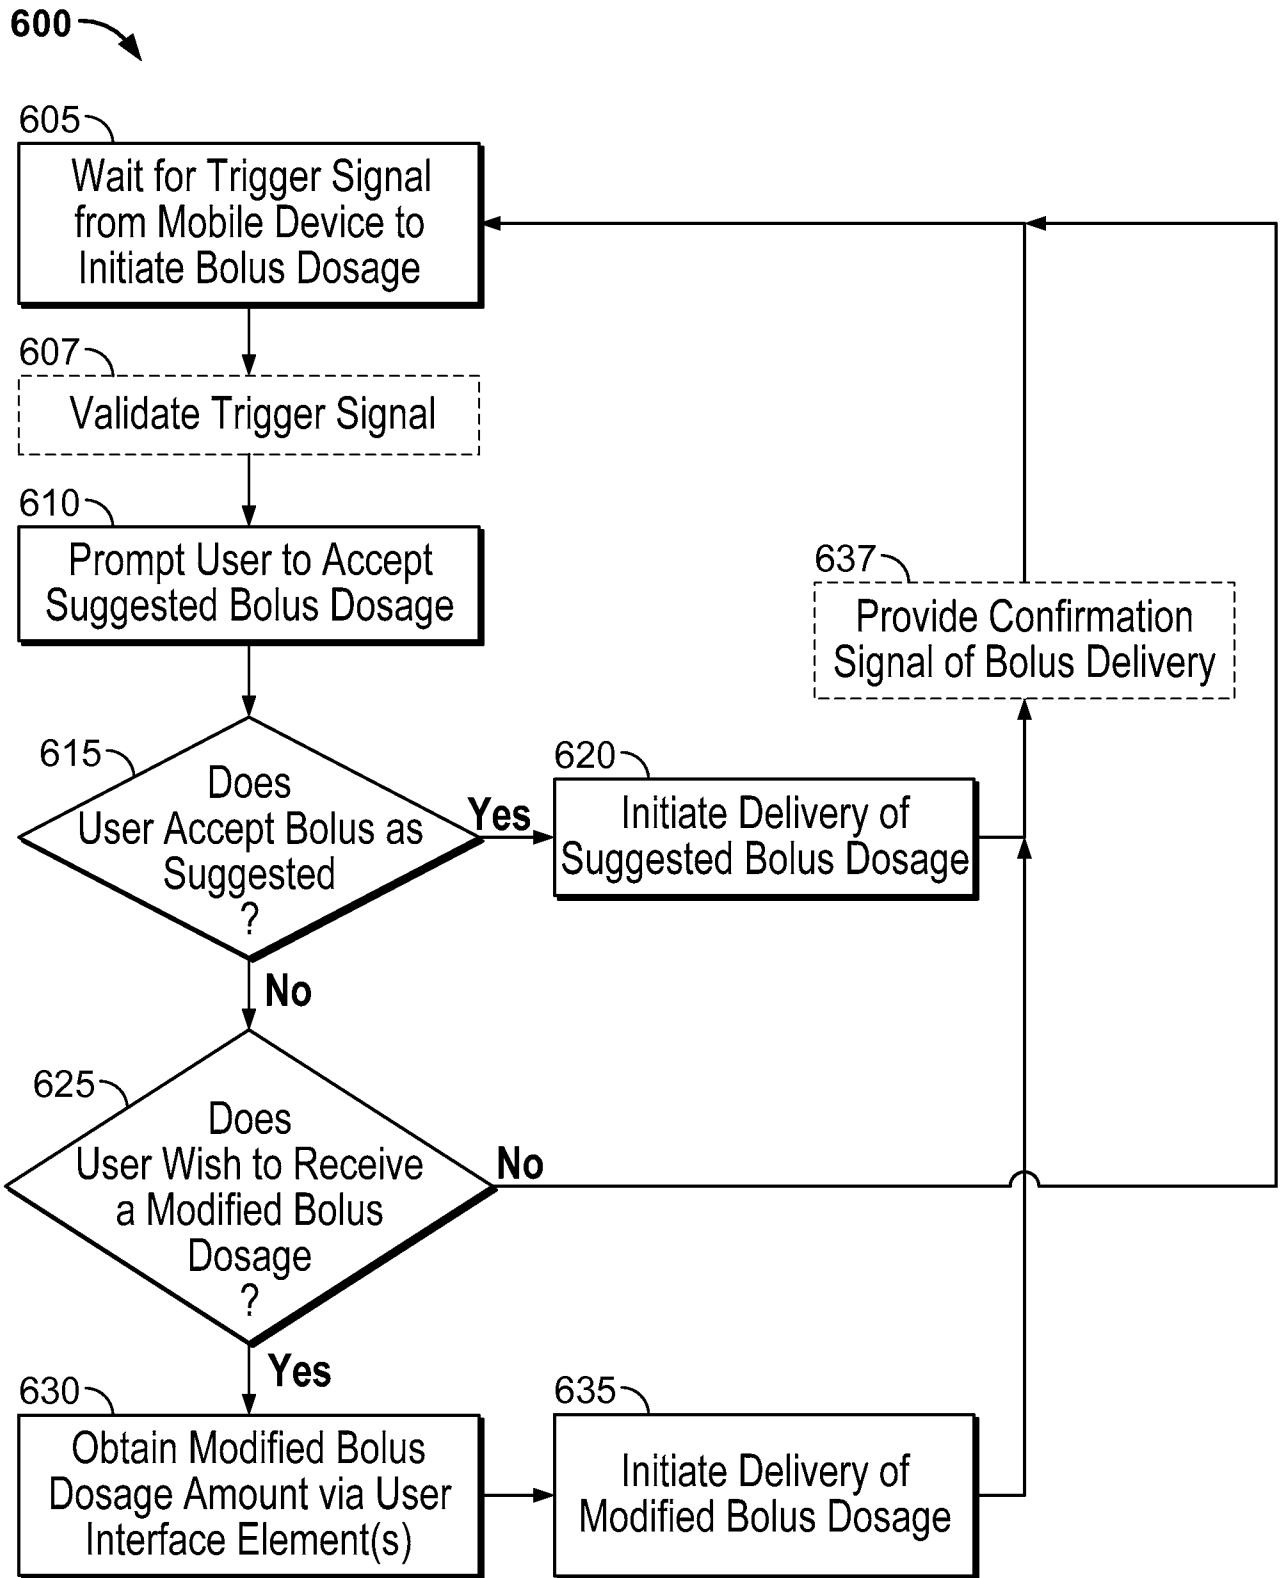 600
605
Wait for Trigger Signal
from Mobile Device to
Initiate Bolus Dosage
607
Validate Trigger Signal
610
Prompt User to Accept
Suggested Bolus Dosage
637
Provide Confirmation
Signal of Bolus Delivery
615
Does
User Accept Bolus as
Suggested
?
Yes
620
Initiate Delivery of
Suggested Bolus Dosage
No
625
Does
User Wish to Receive
a Modified Bolus
Dosage
?
No
Yes
630
Obtain Modified Bolus
Dosage Amount via User
Interface Element(s)
635
Initiate Delivery of
Modified Bolus Dosage